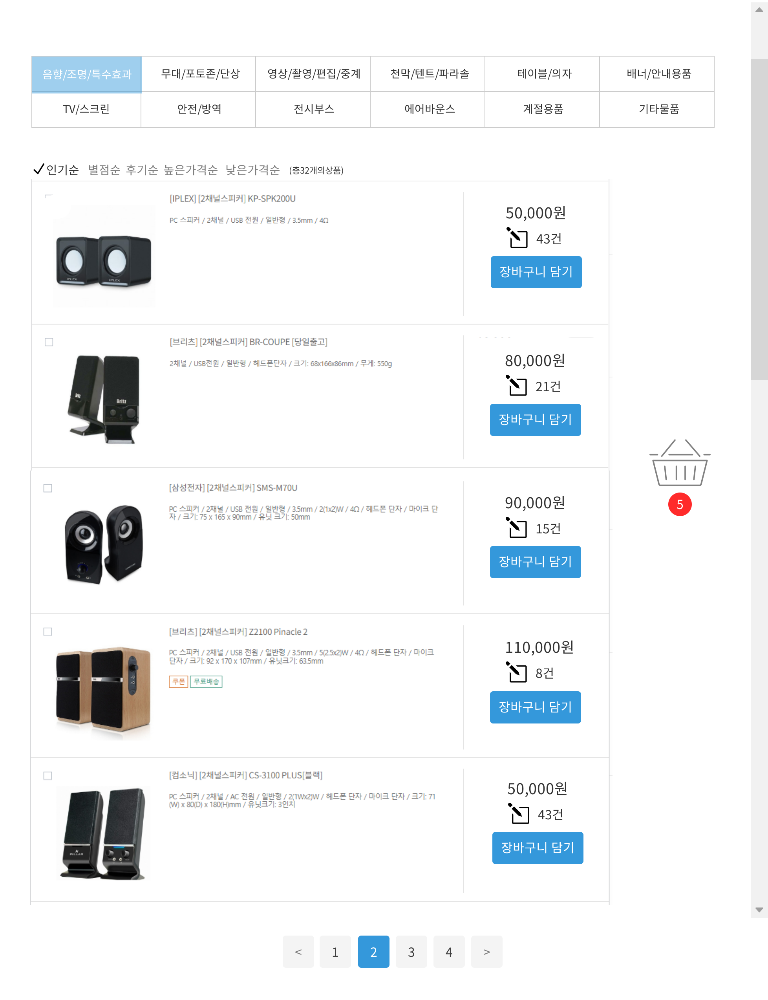 음향/조명/특수효과 무대/포토존/단상 영상/촬영/편집/중계 천막/텐트/파라솔 테이블/의자 배너/안내용품
TV/스크린 안전/방역 전시부스 에어바운스 계절용품 기타물품
인기순 별점순 후기순 높은가격순 낮은가격순 (총32개의상품)
[IPLEX] [2채널스피커] KP-SPK200U
PC 스피커 / 2채널 / USB 전원 / 일반형 / 3.5mm / 4Ω
IPLEX IPLEX
50,000원
43건
장바구니 담기
[브리츠] [2채널스피커] BR-COUPE [당일출고]
2채널 / USB전원 / 일반형 / 헤드폰단자 / 크기: 68x166x86mm / 무게: 550g
Britz Britz
80,000원
21건
장바구니 담기
[삼성전자] [2채널스피커] SMS-M70U
PC 스피커 / 2채널 / USB 전원 / 일반형 / 3.5mm / 2(1x2)W / 4Ω / 헤드폰 단자 / 마이크 단
자 / 크기: 75 x 165 x 90mm / 유닛 크기: 50mm
90,000원
15건
장바구니 담기
5
[브리츠] [2채널스피커] Z2100 Pinacle 2
PC 스피커 / 2채널 / USB 전원 / 일반형 / 3.5mm / 5(2.5x2)W / 4Ω / 헤드폰 단자 / 마이크
단자 / 크기: 92 x 170 x 107mm / 유닛크기: 63.5mm
쿠폰 무료배송
110,000원
8건
장바구니 담기
[컴소닉] [2채널스피커] CS-3100 PLUS[블랙]
PC 스피커 / 2채널 / AC 전원 / 일반형 / 2(1Wx2)W / 헤드폰 단자 / 마이크 단자 / 크기: 71
(W) x 80(D) x 180(H)mm / 유닛크기: 3인치
PILLAR
50,000원
43건
장바구니 담기
< 1 2 3 4 >